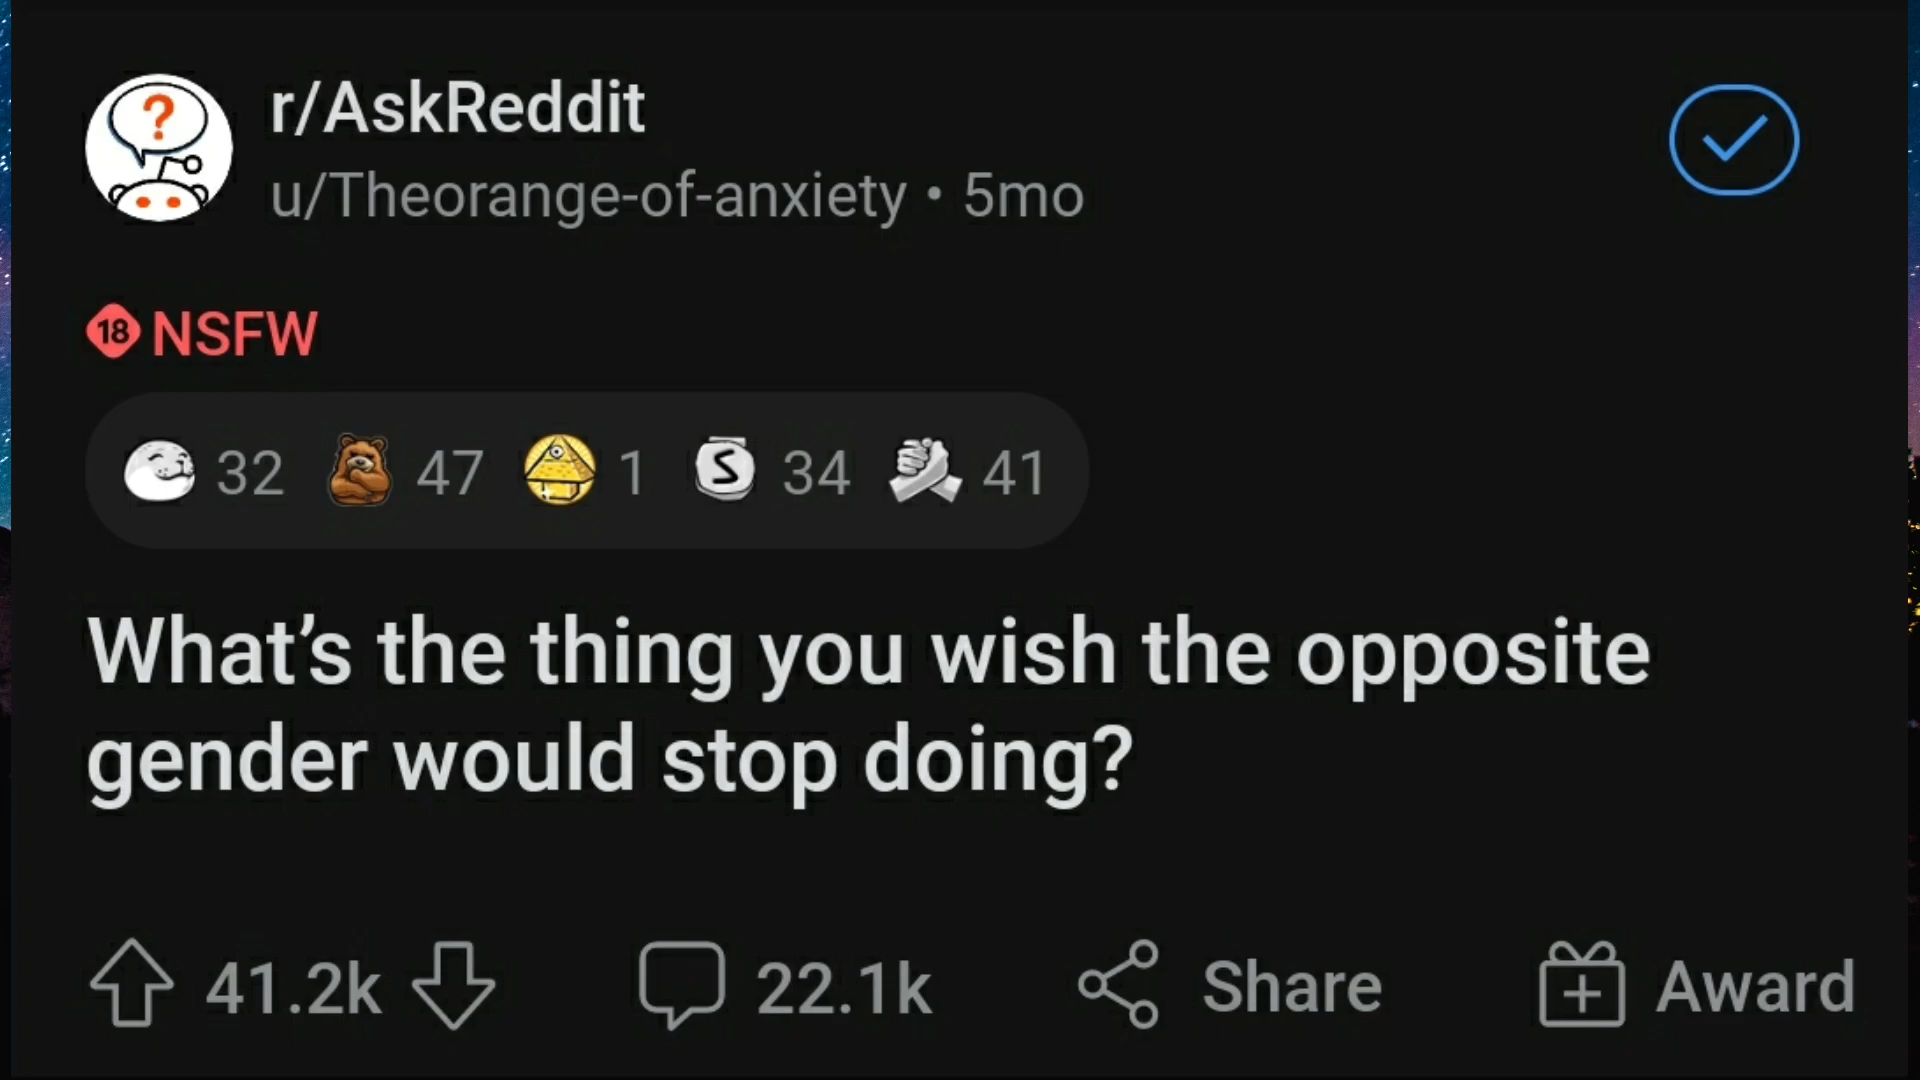 ?
r/AskReddit
u/Theorange-of-anxiety • 5mo
18 NSFW
32 47 1 S 34 41
What’s the thing you wish the opposite
gender would stop doing?
41.2k 22.1k Share Award